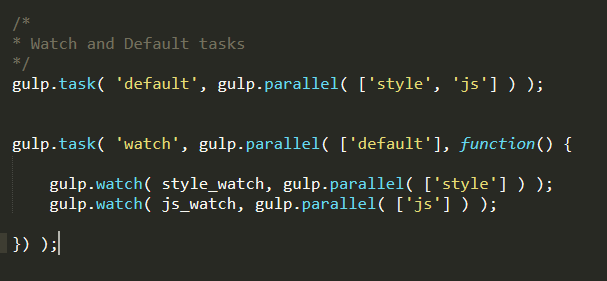 /*
* Watch and Default tasks
*/
gulp.task( 'default', gulp.parallel( ['style', 'js'] ) );
gulp.task( 'watch', gulp.parallel( ['default'], function() {
gulp.watch( style_watch, gulp.parallel( ['style'] ) );
gulp.watch( js_watch, gulp.parallel( ['js'] ) );
}) );